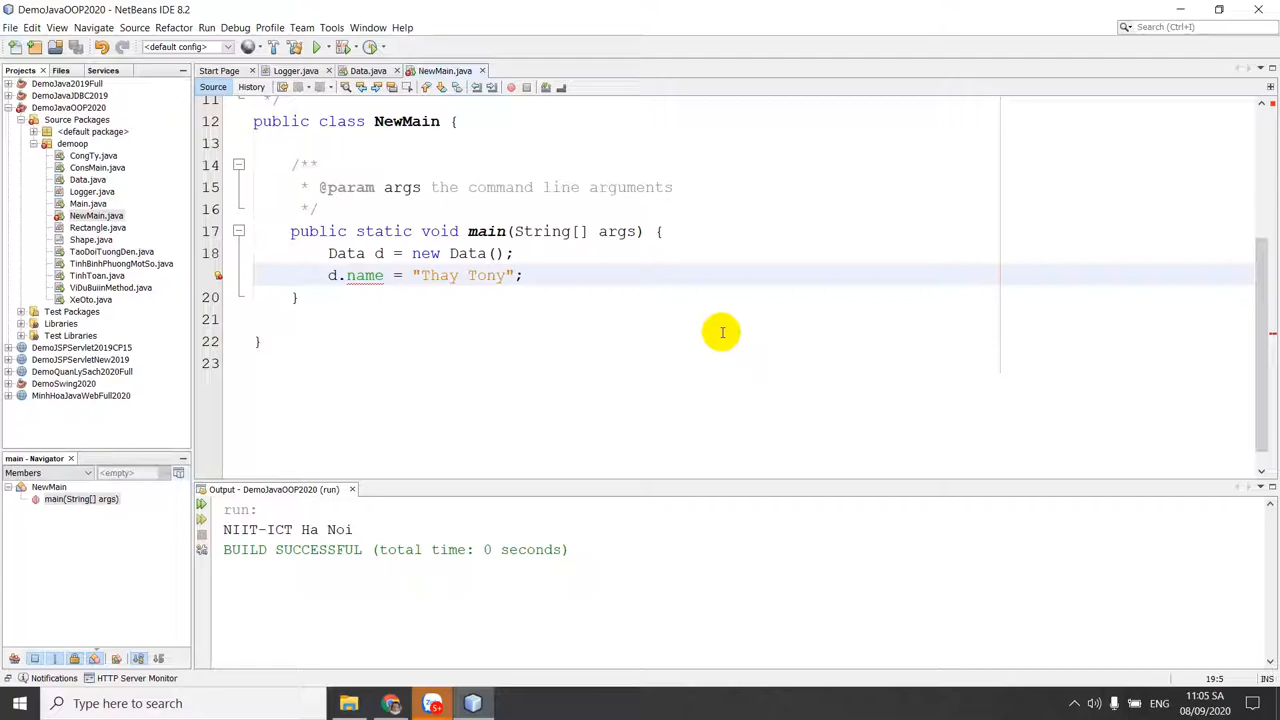 DemoJavaOOP2020 - NetBeans IDE 8.2
File Edit View Navigate Source Refactor Run Debug Profile Team Tools Window Help
Search (Ctrl+I)
<default config>
Projects Files Services
Start Page Logger.java Data.java NewMain.java
Source History
DemoJava2019Full
DemoJavaJDBC2019
DemoJavaOOP2020
Source Packages
<default package>
demoop
CongTy.java
ConsMain.java
Data.java
Logger.java
Main.java
NewMain.java
Rectangle.java
Shape.java
TaoDoiTuongDen.java
TinhBinhPhuongMotSo.java
TinhToan.java
ViDuBuiinMethod.java
XeOto.java
Test Packages
Libraries
Test Libraries
DemoJSPServlet2019CP15
DemoJSPServletNew2019
DemoQuanLySach2020Full
DemoSwing2020
MinhHoaJavaWebFull2020
11 */
12 public class NewMain {
13
14 /**
15 * @param args the command line arguments
16 */
17 public static void main(String[] args) {
18 Data d = new Data();
d.name = "Thay Tony";
20 }
21
22 }
23
main - Navigator
Members <empty>
NewMain
main(String[] args)
Output - DemoJavaOOP2020 (run)
run:
NIIT-ICT Ha Noi
BUILD SUCCESSFUL (total time: 0 seconds)
Notifications HTTP Server Monitor
19:5 INS
Type here to search
5+
11:05 SA
08/09/2020